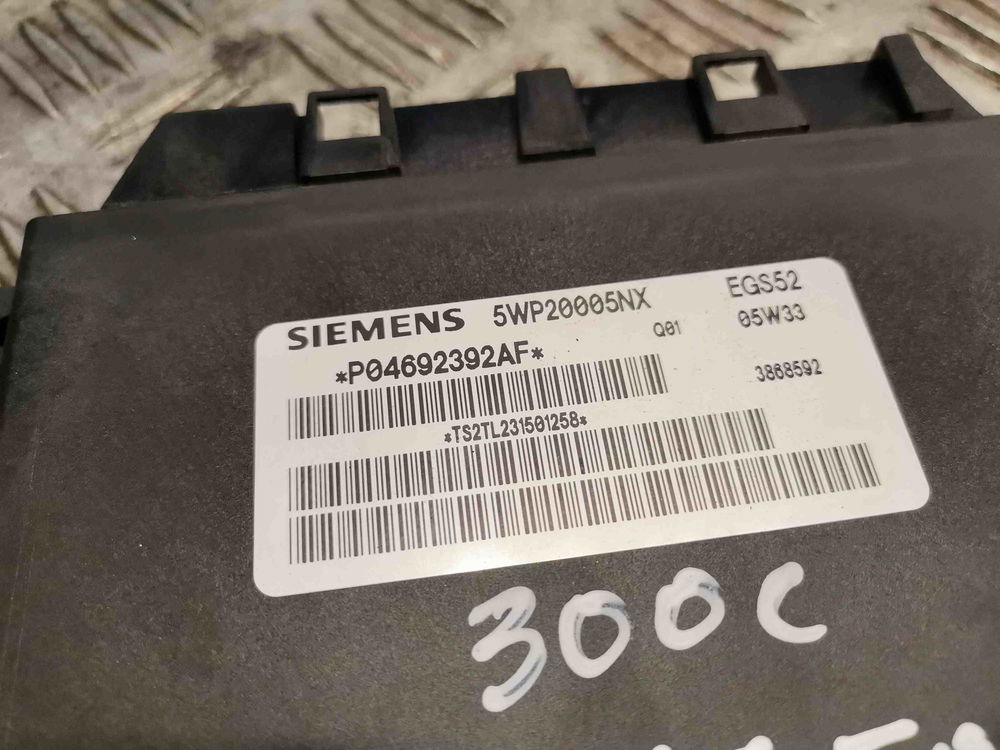 SIEMENS 5WP20005NX EGS52
Q01 05W33
*P04692392AF*
3868592
*TS2TL231501258*
300C